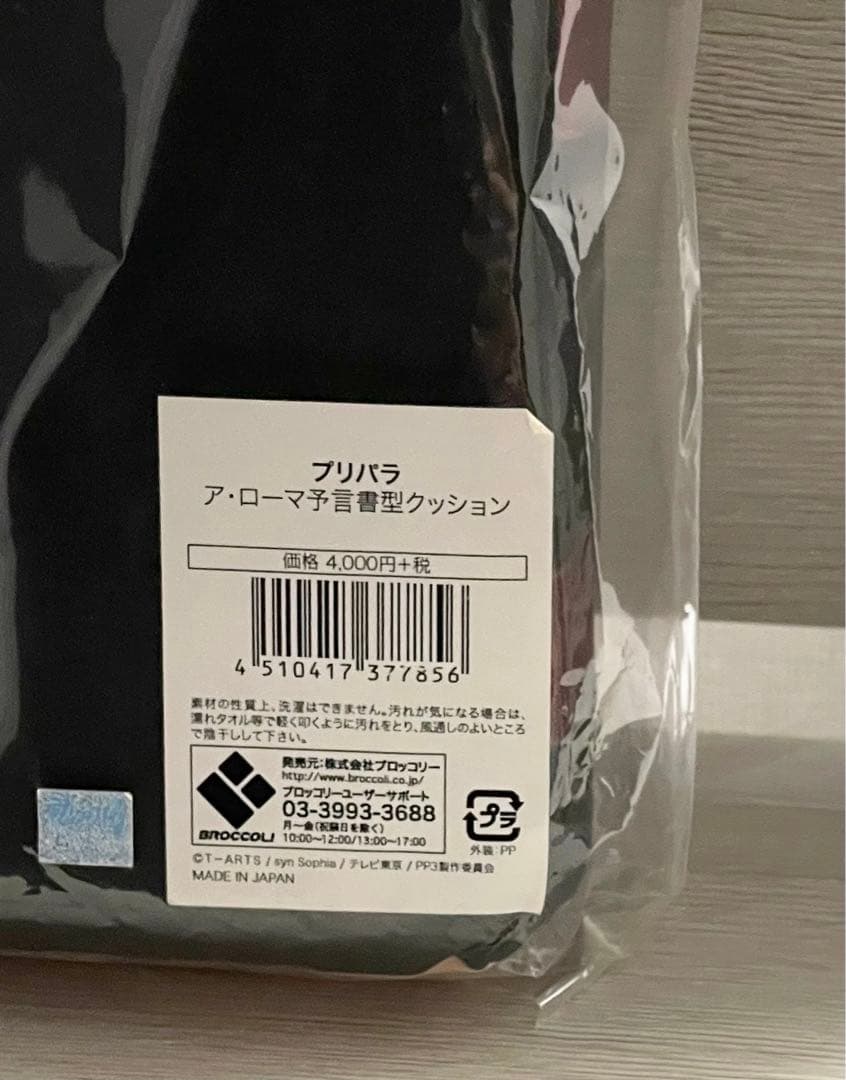 プリパラ
ア・ローマ予言書型クッション
価格 4,000円+税
4 510417 377856
素材の性質上、洗濯はできません。汚れが気になる場合は、
濡れタオル等で軽く叩くように汚れをとり、風通しのよいところ
で陰干しして下さい。
発売元:株式会社ブロッコリー
http://www.broccoli.co.jp/
ブロッコリーユーザーサポート
03-3993-3688
月～金(祝祭日を除く)
10:00~12:00/13:00~17:00
BROCCOLI
プラ
外装:PP
©T-ARTS / syn Sophia / テレビ東京 / PP3製作委員会
MADE IN JAPAN